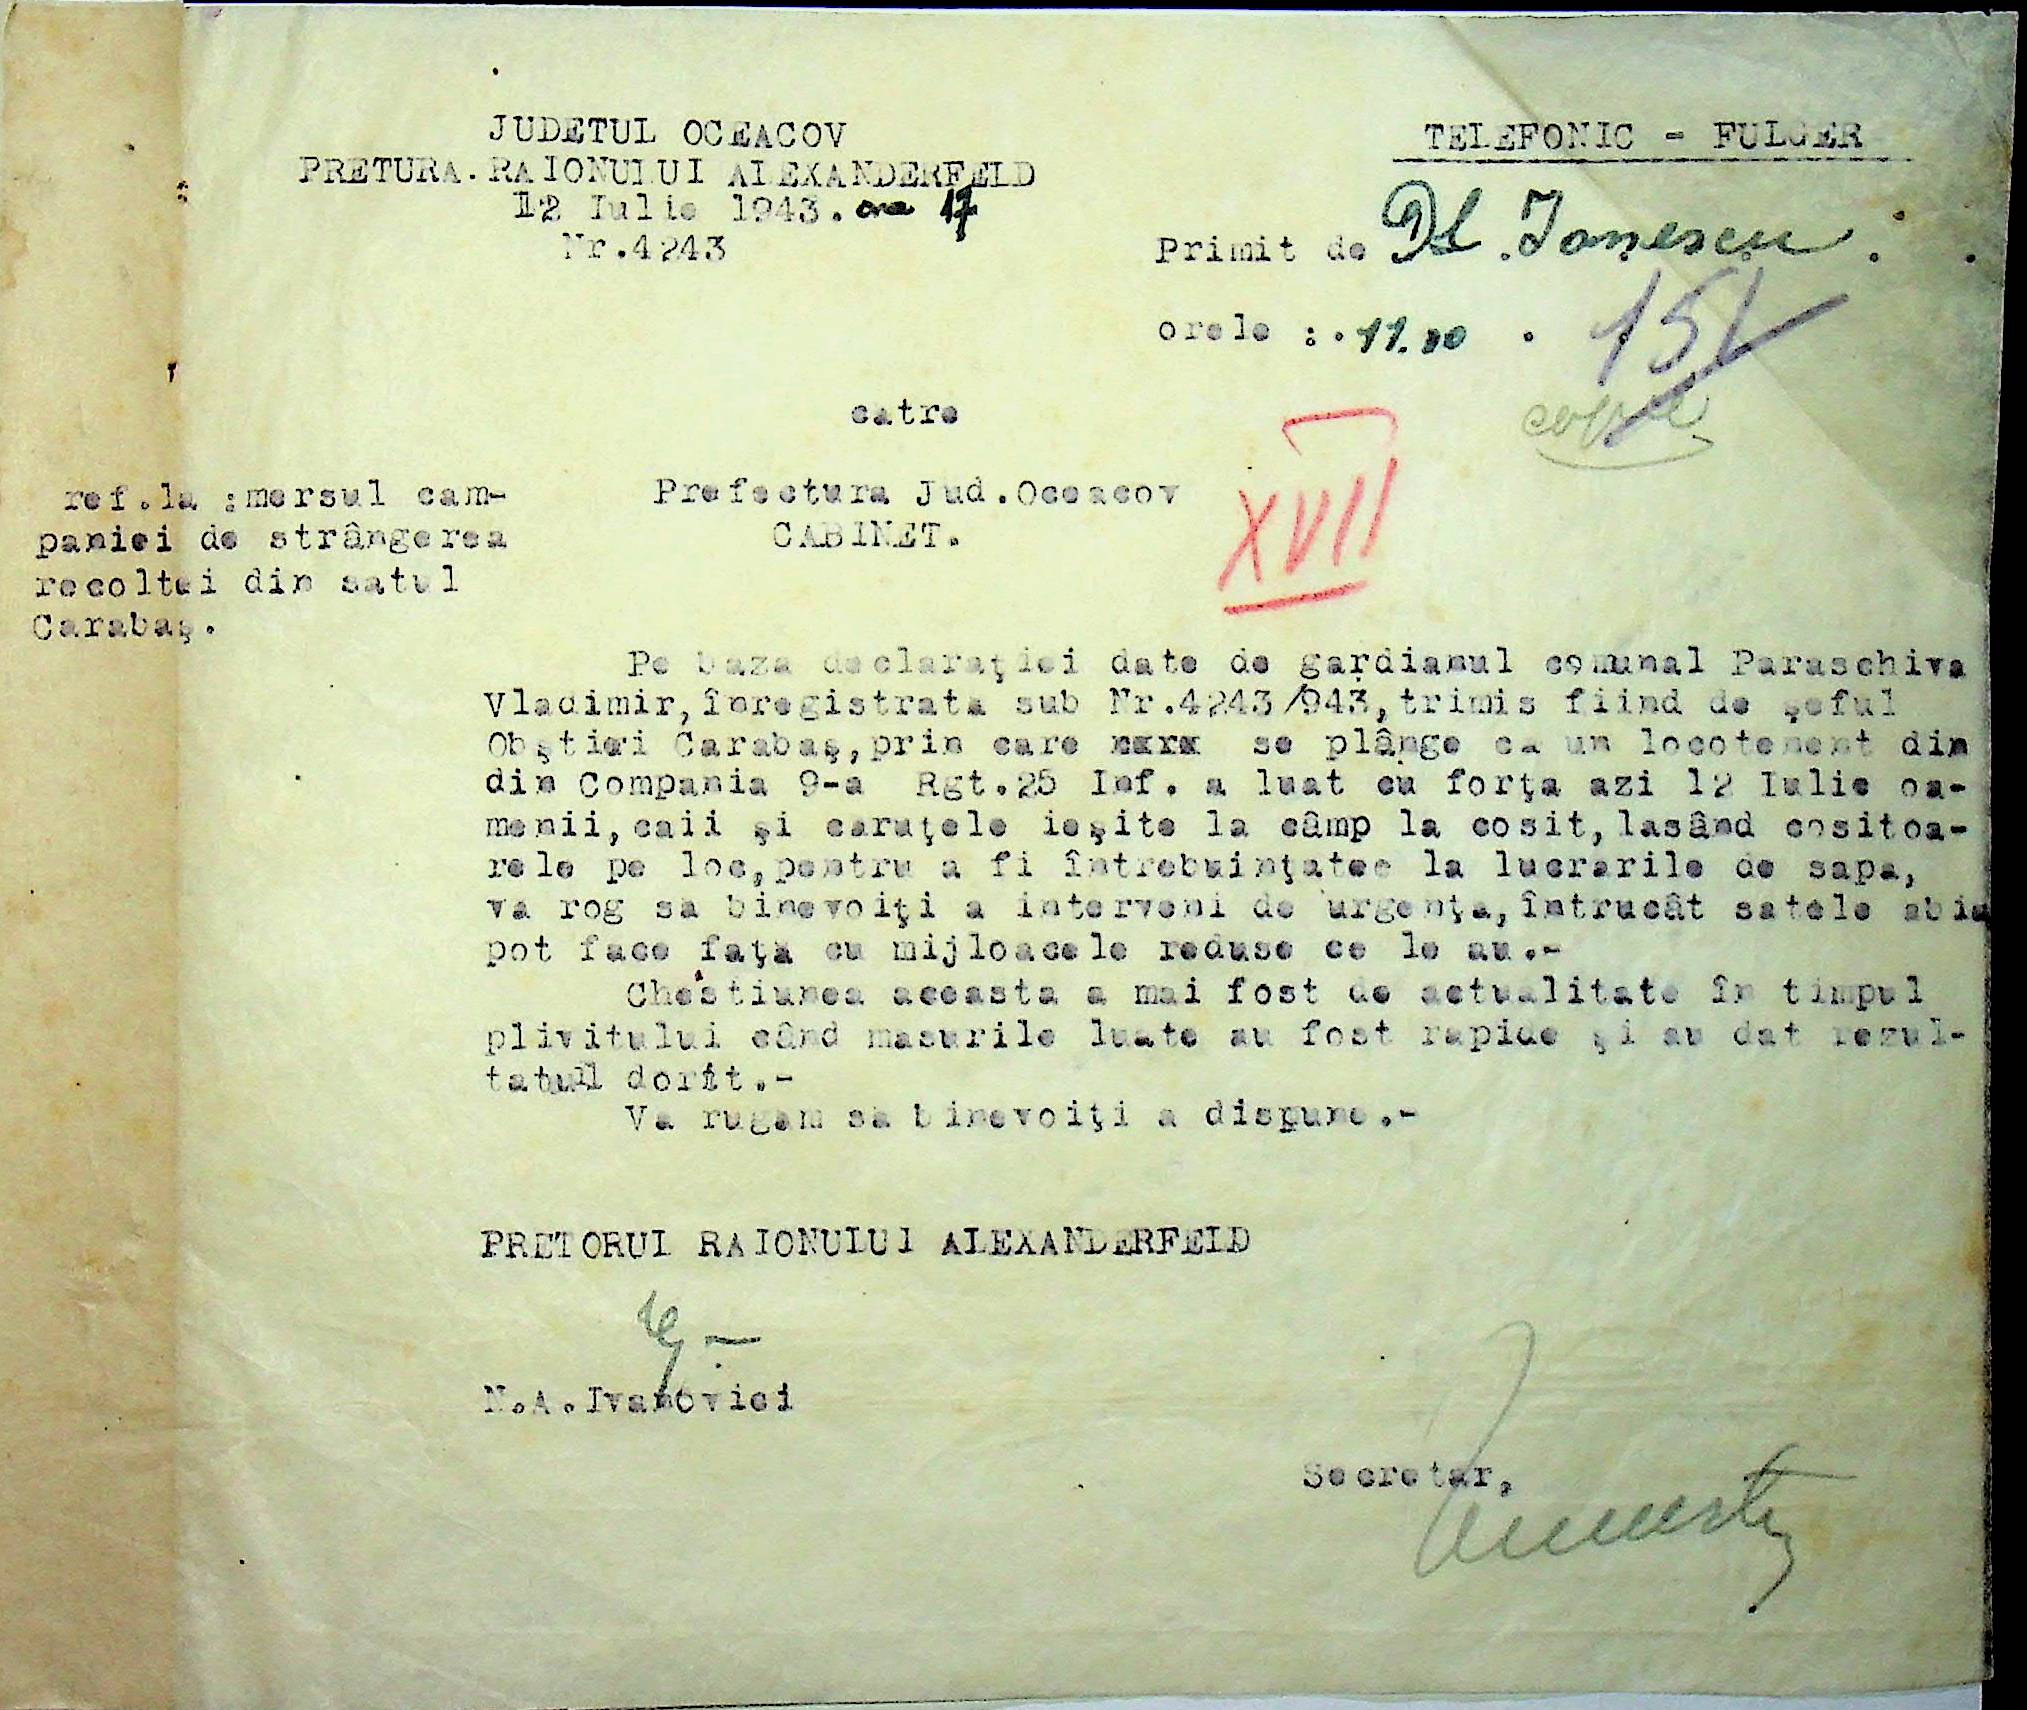 JUDETUL OCEACOV
PRETURA.RAIONULUI ALEXANDERFELD
12 Iulie 1943. ora 17
Nr.4243
TELEFONIC - FULGER
Primit de Dl. Ionescu.
orele :.11.30 .
151
copie
catre
XVII
ref.la :mersul cam-
paniei de strângerea
recoltei din satul
Carabaş.
Prefectura Jud.Oceacov
CABINET.
Pe baza declaraţiei date de gardianul comunal Paraschiva
Vladimir,înregistrata sub Nr.4243/943,trimis fiind de şeful
Obştiei Carabaş,prin care se plânge ca un locotenent din
din Compania 9-a Rgt.25 Inf. a luat cu forţa azi 12 Iulie oa-
menii,caii şi caruţele ieşite la câmp la cosit,lasând cositoa-
rele pe loc,pentru a fi întrebuinţatee la lucrarile de sapa,
va rog sa binevoiţi a interveni de urgenţa,întrucât satele abia
pot face faţa cu mijloacele reduse ce le au.-
Chestiunea aceasta a mai fost de actualitate în timpul
plivitului când masurile luate au fost rapide şi au dat rezul-
tatul dorit.-
Va rugam sa binevoiţi a dispune.-
PRETORUL RAIONULUI ALEXANDERFELD
N.A.Ivanovici
Secretar,